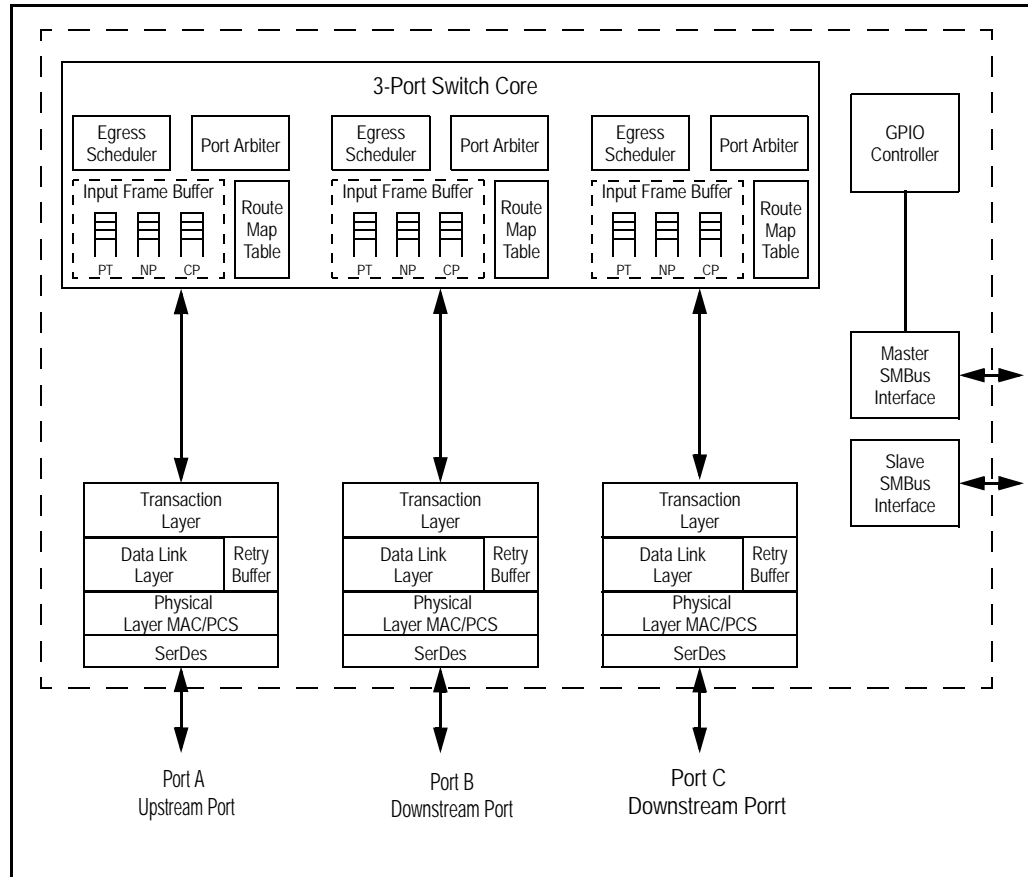 3-Port Switch Core
Egress
Scheduler
Port Arbiter
Input Frame Buffer
PT NP CP
Route
Map
Table
Egress
Scheduler
Port Arbiter
Input Frame Buffer
PT NP CP
Route
Map
Table
Egress
Scheduler
Port Arbiter
Input Frame Buffer
PT NP CP
Route
Map
Table
GPIO
Controller
Master
SMBus
Interface
Slave
SMBus
Interface
Transaction
Layer
Data Link
Layer
Retry
Buffer
Physical
Layer MAC/PCS
SerDes
Transaction
Layer
Data Link
Layer
Retry
Buffer
Physical
Layer MAC/PCS
SerDes
Transaction
Layer
Data Link
Layer
Retry
Buffer
Physical
Layer MAC/PCS
SerDes
Port A
Upstream Port
Port B
Downstream Port
Port C
Downstream Porrt